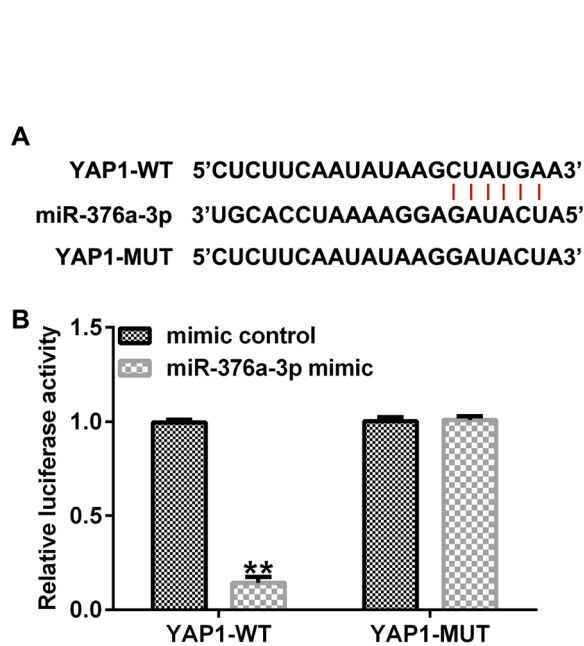 A
YAP1-WT 5'CUCUUCAAUAUAAGCUAUGAA3'
miR-376a-3p 3'UGCACCUAAAAGGAGAUACUA5'
YAP1-MUT 5'CUCUUCAAUAUAAGGAUACUA3'
B
Relative luciferase activity
1.5
1.0
0.5
0.0
mimic control
miR-376a-3p mimic
**
YAP1-WT YAP1-MUT